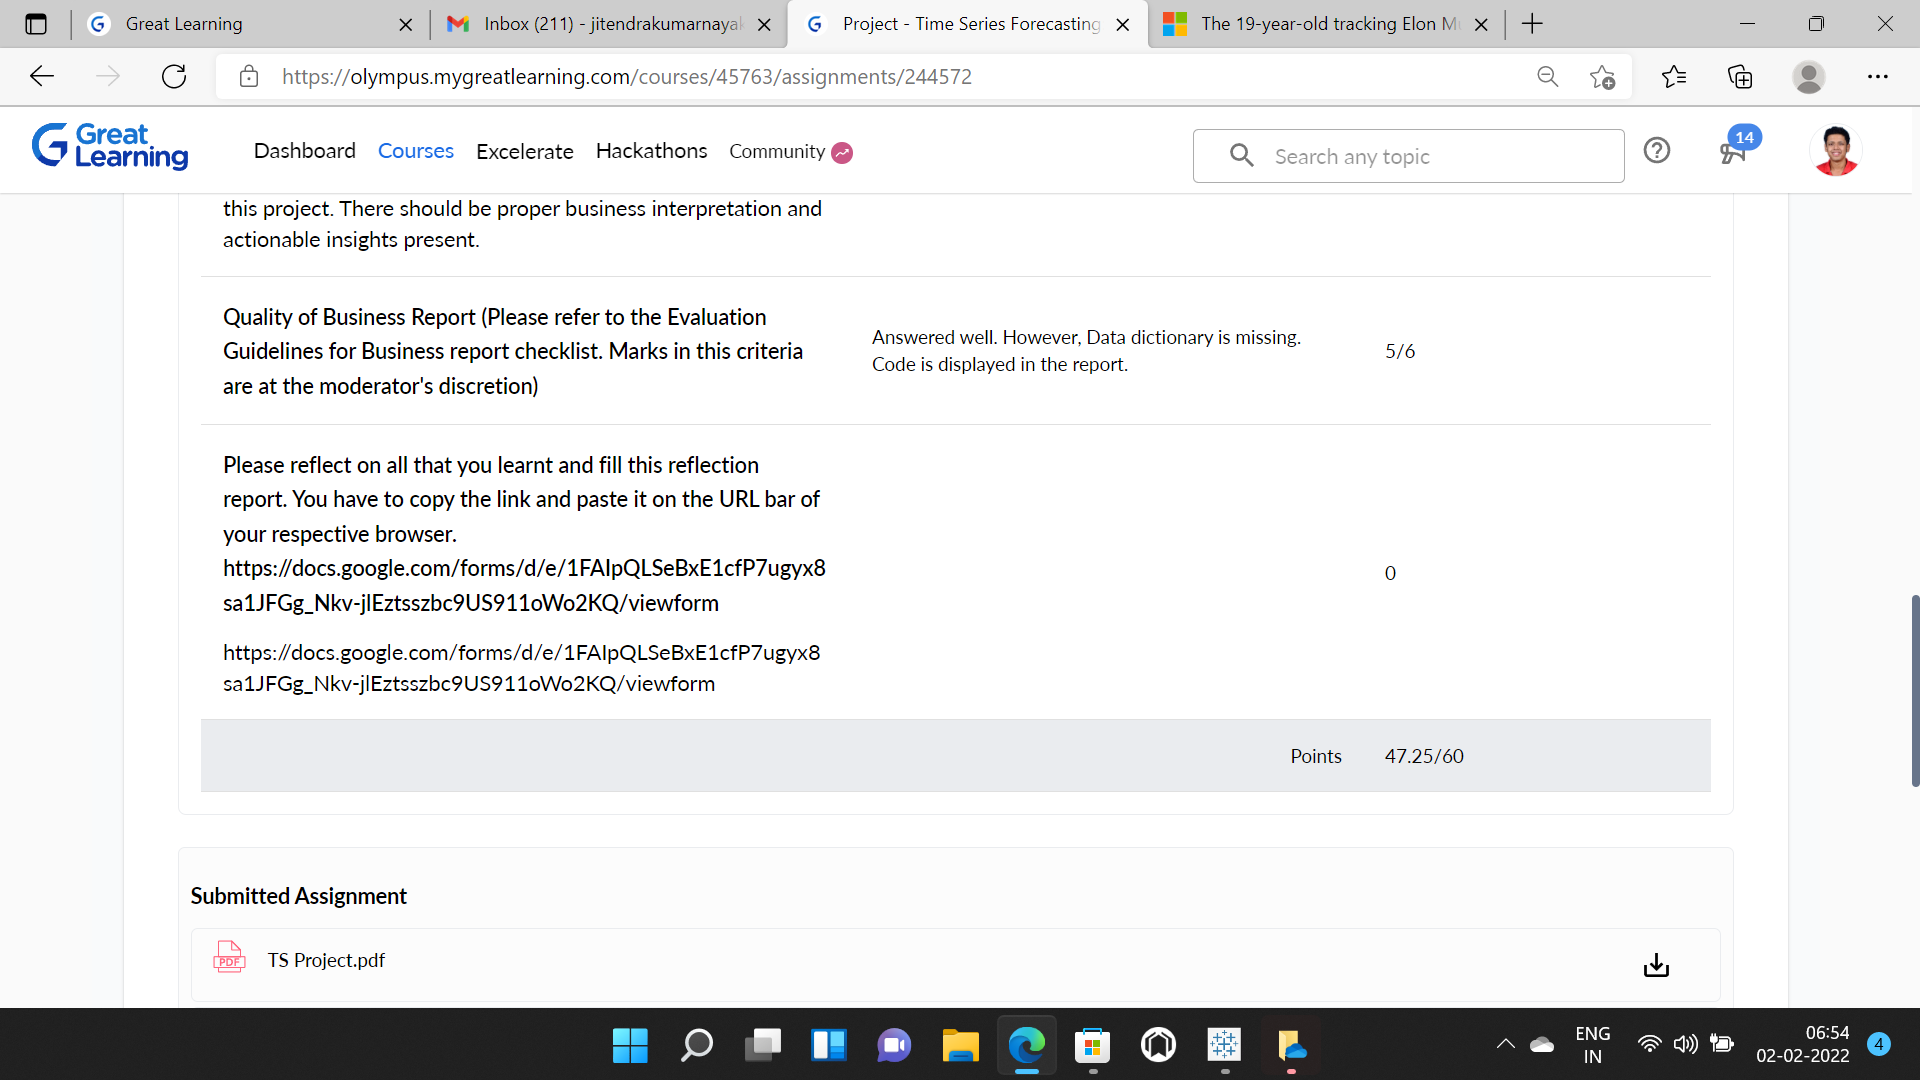 Great Learning
Inbox (211) - jitendrakumarnayak
Project - Time Series Forecasting
The 19-year-old tracking Elon M
https://olympus.mygreatlearning.com/courses/45763/assignments/244572
Great
Learning
Dashboard
Courses
Excelerate
Hackathons
Community
Search any topic
14
this project. There should be proper business interpretation and
actionable insights present.
Quality of Business Report (Please refer to the Evaluation
Guidelines for Business report checklist. Marks in this criteria
are at the moderator's discretion)
Answered well. However, Data dictionary is missing.
Code is displayed in the report.
5/6
Please reflect on all that you learnt and fill this reflection
report. You have to copy the link and paste it on the URL bar of
your respective browser.
https://docs.google.com/forms/d/e/1FAIpQLSeBxE1cfP7ugyx8
sa1JFGg_Nkv-jlEztsszbc9US911oWo2KQ/viewform
https://docs.google.com/forms/d/e/1FAIpQLSeBxE1cfP7ugyx8
sa1JFGg_Nkv-jlEztsszbc9US911oWo2KQ/viewform
0
Points
47.25/60
Submitted Assignment
PDF
TS Project.pdf
ENG
IN
06:54
02-02-2022
4